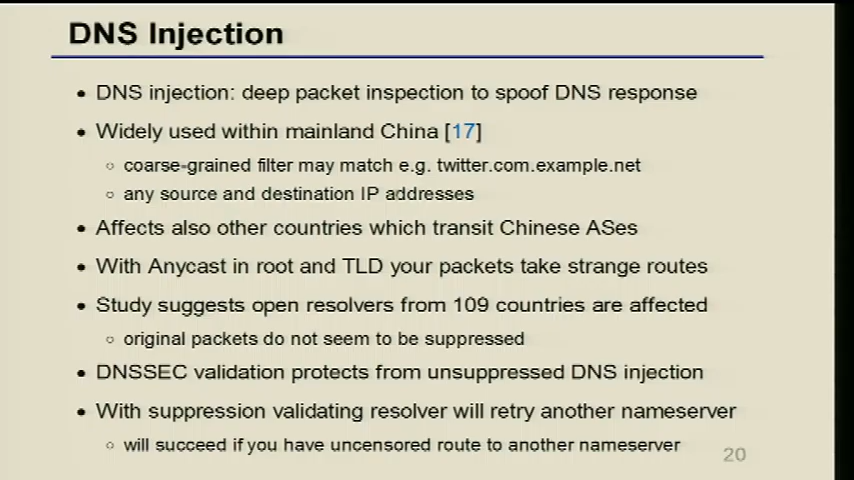 DNS Injection
• DNS injection: deep packet inspection to spoof DNS response
• Widely used within mainland China [17]
◦ coarse-grained filter may match e.g. twitter.com.example.net
◦ any source and destination IP addresses
• Affects also other countries which transit Chinese ASes
• With Anycast in root and TLD your packets take strange routes
• Study suggests open resolvers from 109 countries are affected
◦ original packets do not seem to be suppressed
• DNSSEC validation protects from unsuppressed DNS injection
• With suppression validating resolver will retry another nameserver
◦ will succeed if you have uncensored route to another nameserver
20